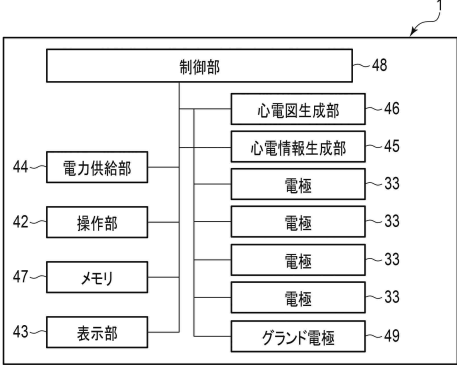 1
制御部 48
心電図生成部 46
心電情報生成部 45
44 電力供給部
電極 33
42 操作部
電極 33
47 メモリ
電極 33
電極 33
43 表示部
グランド電極 49